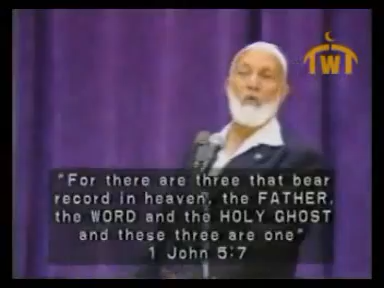 IWT
"For there are three that bear
record in heaven, the FATHER,
the WORD and the HOLY GHOST
and these three are one"
1 John 5:7